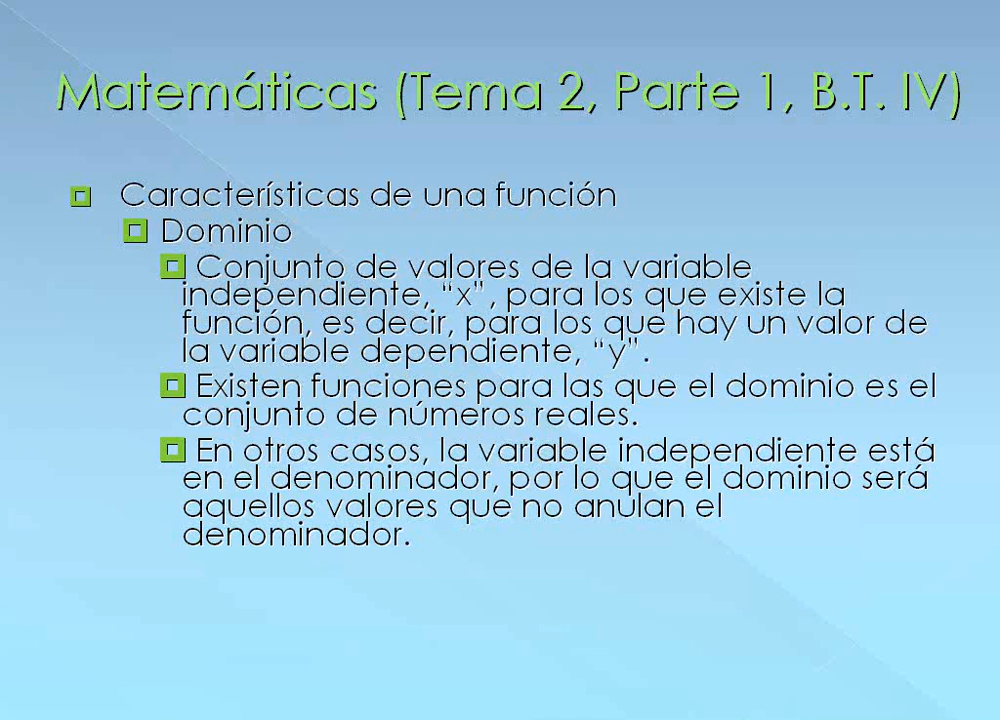 Matemáticas (Tema 2, Parte 1, B.T. IV)
Características de una función
Dominio
Conjunto de valores de la variable
independiente, “x”, para los que existe la
función, es decir, para los que hay un valor de
la variable dependiente, “y”.
Existen funciones para las que el dominio es el
conjunto de números reales.
En otros casos, la variable independiente está
en el denominador, por lo que el dominio será
aquellos valores que no anulan el
denominador.